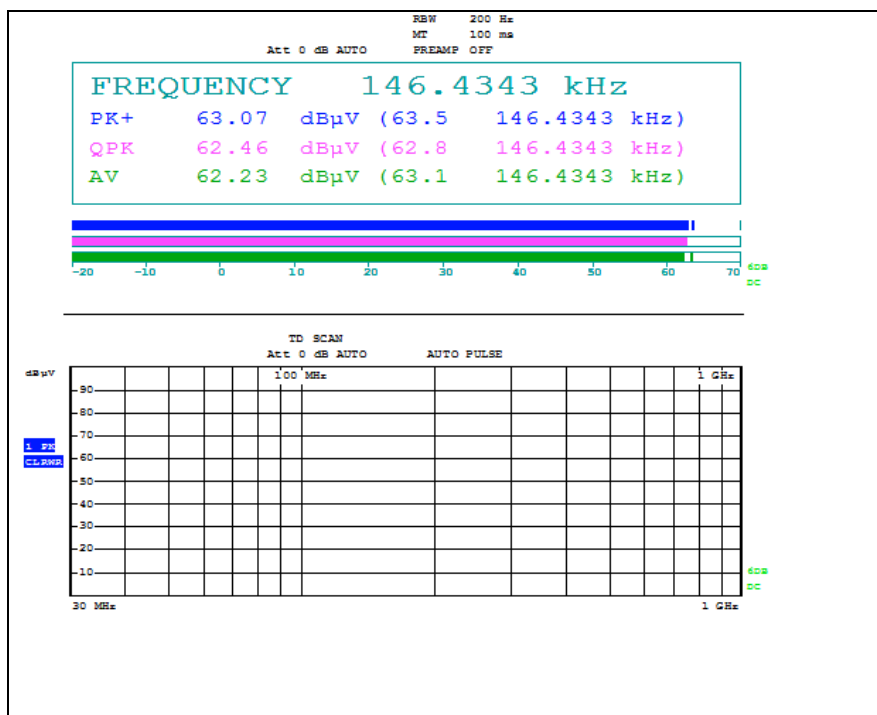 RBW 200 Hz
MT 100 ms
Att 0 dB AUTO PREAMP OFF
FREQUENCY 146.4343 kHz
PK+ 63.07 dBµV (63.5 146.4343 kHz)
QPK 62.46 dBµV (62.8 146.4343 kHz)
AV 62.23 dBµV (63.1 146.4343 kHz)
-20 -10 0 10 20 30 40 50 60 70
6DB
DC
TD SCAN
Att 0 dB AUTO AUTO PULSE
dBµV
100 MHz 1 GHz
90
80
70
1 PK
CLRWR
60
50
40
30
20
10
6DB
DC
30 MHz 1 GHz